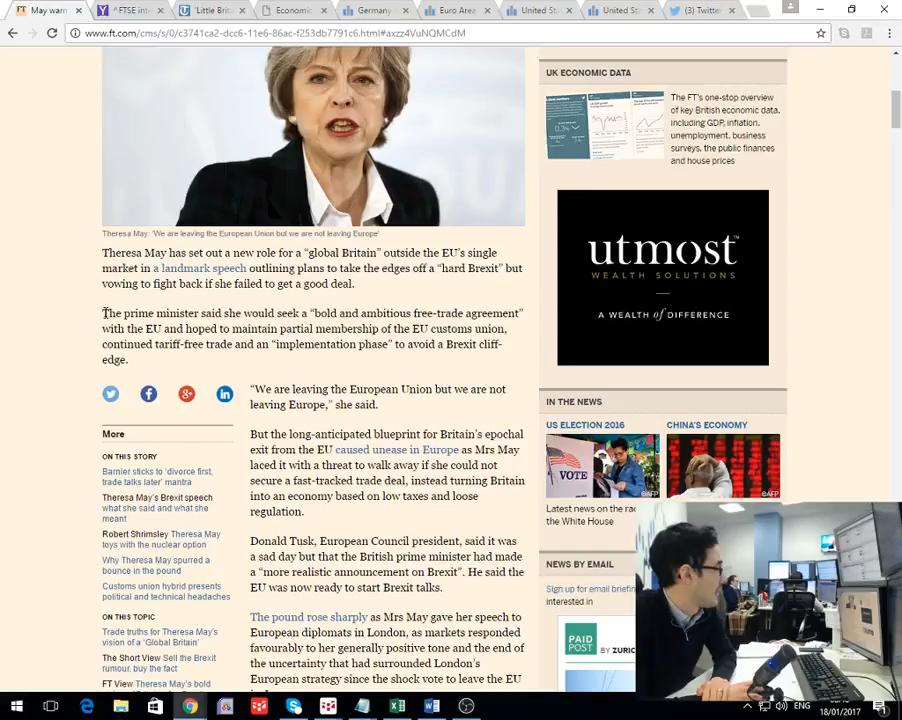 May warn
FTSE int
'Little Brit
Economic
Germany
Euro Area
United St
United St
(3) Twitter
www.ft.com/cms/s/0/c3741ca2-dcc6-11e6-86ac-f253db7791c6.html#axzz4VuNQMCdM
Theresa May: 'We are leaving the European Union but we are not leaving Europe'
Theresa May has set out a new role for a “global Britain” outside the EU’s single
market in a landmark speech outlining plans to take the edges off a “hard Brexit” but
vowing to fight back if she failed to get a good deal.
The prime minister said she would seek a “bold and ambitious free-trade agreement”
with the EU and hoped to maintain partial membership of the EU customs union,
continued tariff-free trade and an “implementation phase” to avoid a Brexit cliff-
edge.
“We are leaving the European Union but we are not
leaving Europe,” she said.
But the long-anticipated blueprint for Britain’s epochal
exit from the EU caused unease in Europe as Mrs May
laced it with a threat to walk away if she could not
secure a fast-tracked trade deal, instead turning Britain
into an economy based on low taxes and loose
regulation.
Donald Tusk, European Council president, said it was
a sad day but that the British prime minister had made
a “more realistic announcement on Brexit”. He said the
EU was now ready to start Brexit talks.
The pound rose sharply as Mrs May gave her speech to
European diplomats in London, as markets responded
favourably to her generally positive tone and the end of
the uncertainty that had surrounded London’s
European strategy since the shock vote to leave the EU
More
ON THIS STORY
Barnier sticks to ‘divorce first,
trade talks later’ mantra
Theresa May’s Brexit speech
what she said and what she
meant
Robert Shrimsley Theresa May
toys with the nuclear option
Why Theresa May spurred a
bounce in the pound
Customs union hybrid presents
political and technical headaches
ON THIS TOPIC
Trade truths for Theresa May’s
vision of a ‘Global Britain’
The Short View Sell the Brexit
rumour, buy the fact
FT View Theresa May’s bold
UK ECONOMIC DATA
The FT’s one-stop overview
of key British economic data,
including GDP, inflation,
unemployment, business
surveys, the public finances
and house prices
utmost™
WEALTH SOLUTIONS
A WEALTH of DIFFERENCE
IN THE NEWS
US ELECTION 2016
CHINA’S ECONOMY
VOTE
©AFP
©AFP
Latest news on the rac
the White House
NEWS BY EMAIL
Sign up for email briefin
interested in
PAID
POST
BY ZURIC
ENG
18/01/2017